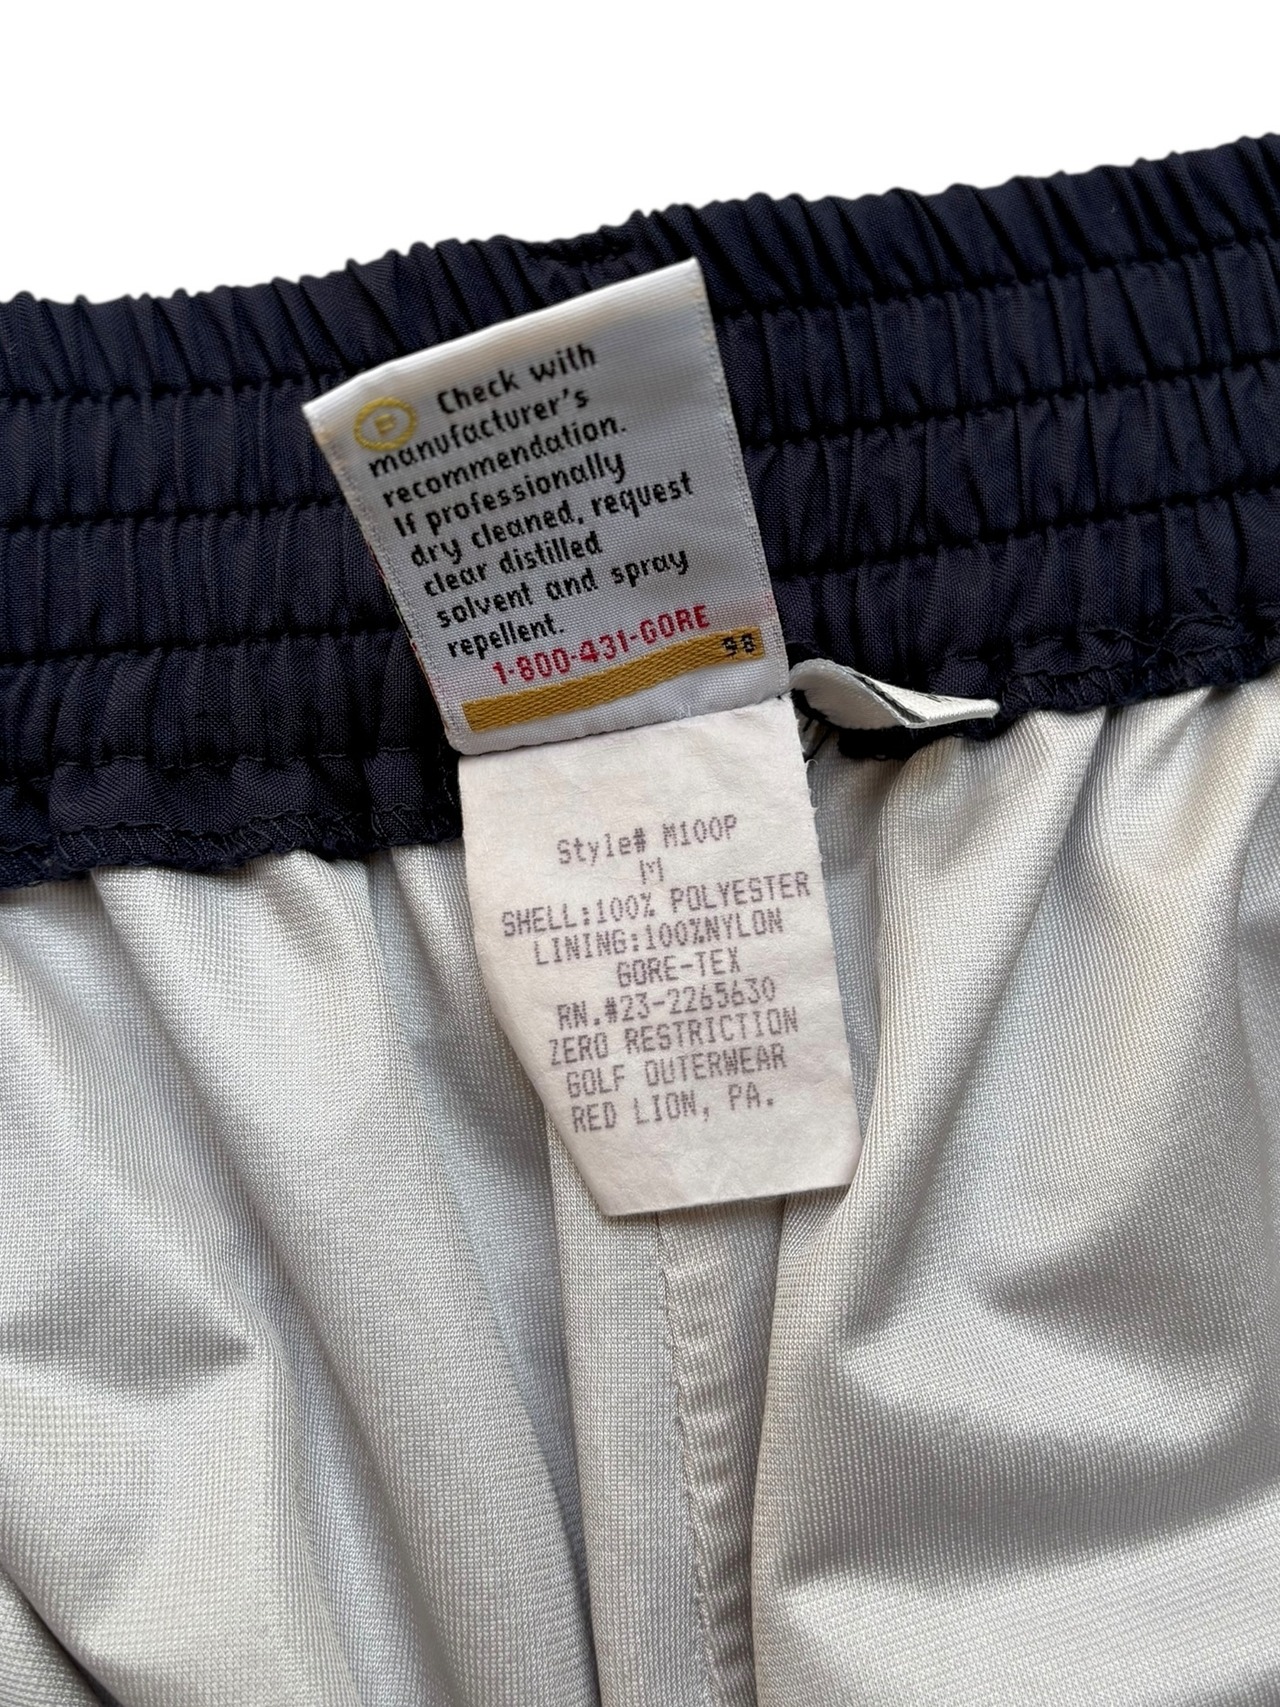 P Check with
manufacturer's
recommendation.
If professionally
dry cleaned, request
clear distilled
solvent and spray
repellent.
1-800-431-GORE
98
Style# M100P
M
SHELL:100% POLYESTER
LINING:100%NYLON
GORE-TEX
RN.#23-2265630
ZERO RESTRICTION
GOLF OUTERWEAR
RED LION, PA.